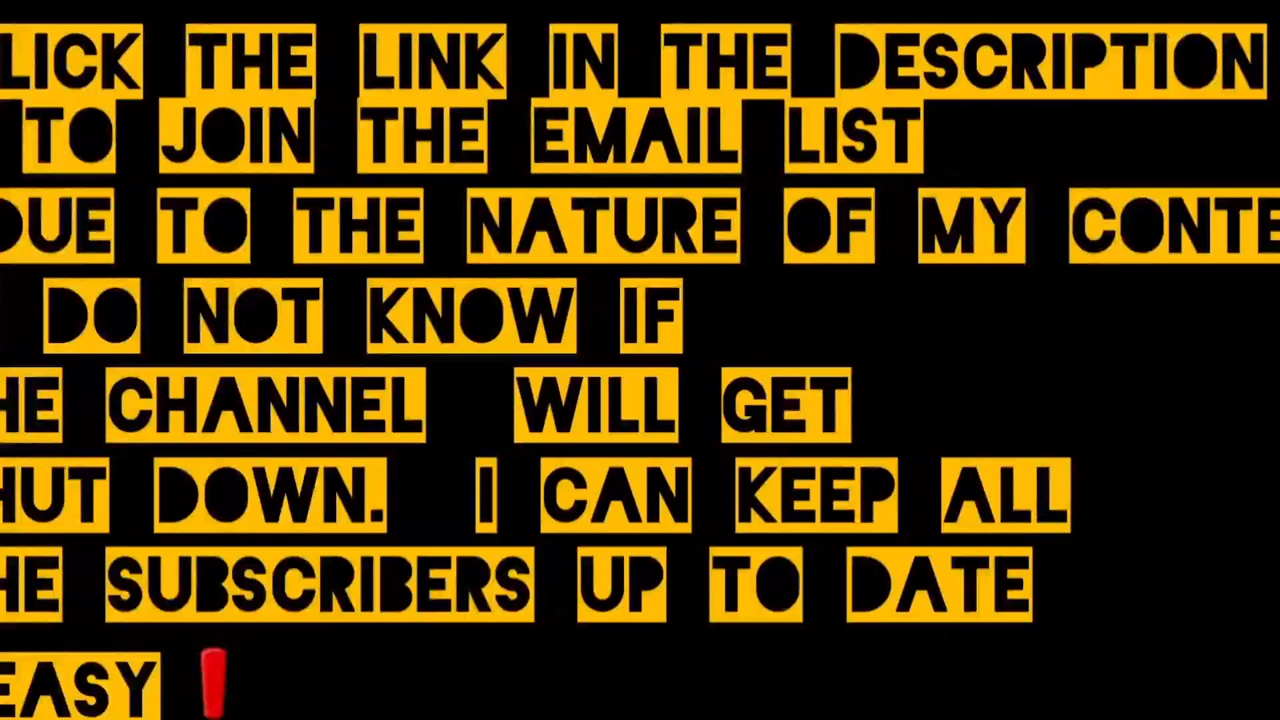 LICK THE LINK IN THE DESCRIPTION
TO JOIN THE EMAIL LIST
DUE TO THE NATURE OF MY CONTE
DO NOT KNOW IF
HE CHANNEL WILL GET
HUT DOWN. I CAN KEEP ALL
HE SUBSCRIBERS UP TO DATE
EASY❗